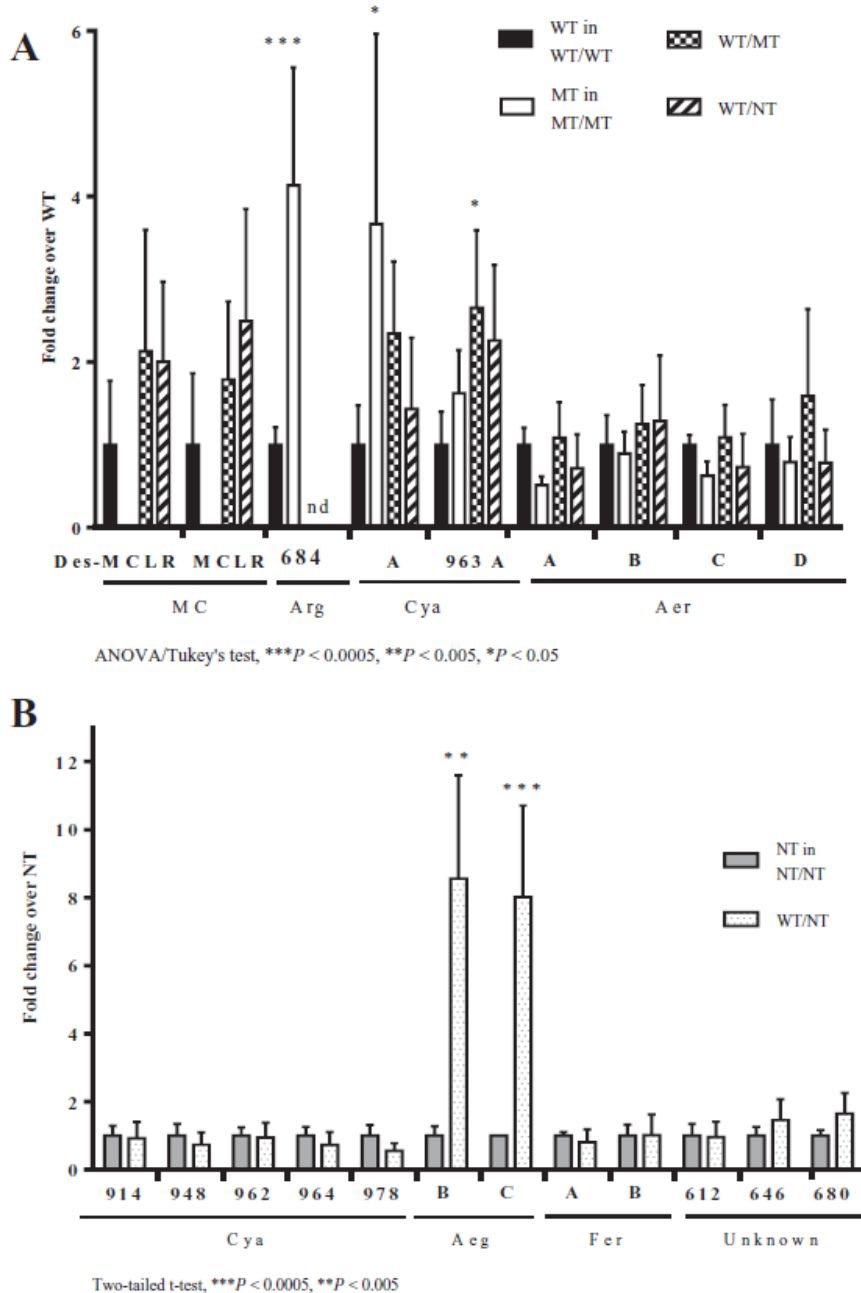 A
6
4
2
0
Fold change over WT
***
*
*
nd
WT in
WT/WT
MT in
MT/MT
WT/MT
WT/NT
Des-MCLR MCLR 684 A 963 A A B C D
MC Arg Cya Aer
ANOVA/Tukey's test, ***P < 0.0005, **P < 0.005, *P < 0.05
B
12
10
8
6
4
2
0
Fold change over NT
**
***
NT in
NT/NT
WT/NT
914 948 962 964 978 B C A B 612 646 680
Cya Aeg Fer Unknown
Two-tailed t-test, ***P < 0.0005, **P < 0.005